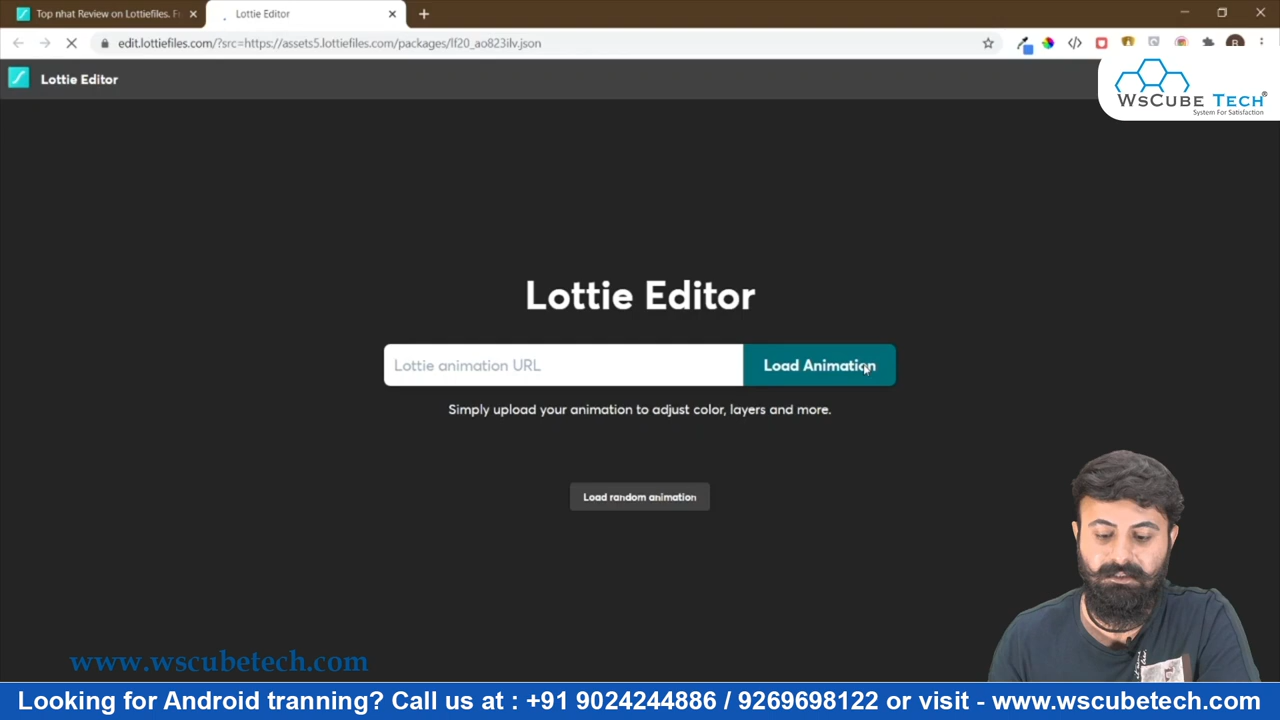 Top nhat Review on Lottiefiles. Fr
Lottie Editor
edit.lottiefiles.com/?src=https://assets5.lottiefiles.com/packages/lf20_ao823ilv.json
Lottie Editor
WsCube Tech®
System For Satisfaction
Lottie Editor
Lottie animation URL
Load Animation
Simply upload your animation to adjust color, layers and more.
Load random animation
www.wscubetech.com
Looking for Android tranning? Call us at : +91 9024244886 / 9269698122 or visit - www.wscubetech.com